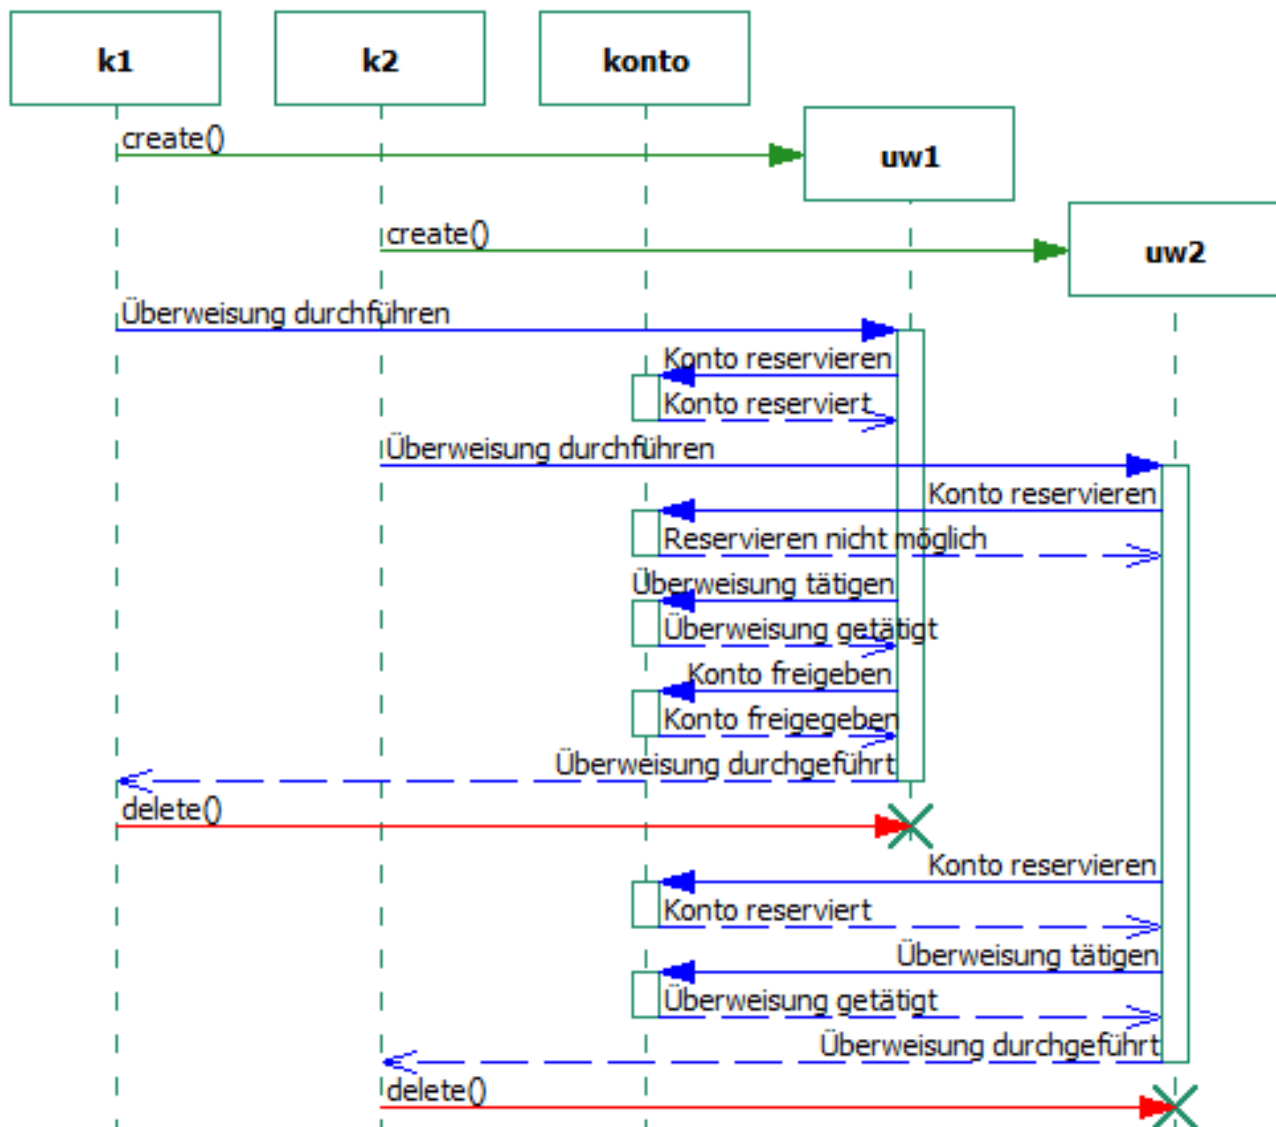 k1
k2
konto
create()
uw1
create()
uw2
Überweisung durchführen
Konto reservieren
Konto reserviert
Überweisung durchführen
Konto reservieren
Reservieren nicht möglich
Überweisung tätigen
Überweisung getätigt
Konto freigeben
Konto freigegeben
Überweisung durchgeführt
delete()
Konto reservieren
Konto reserviert
Überweisung tätigen
Überweisung getätigt
Überweisung durchgeführt
delete()